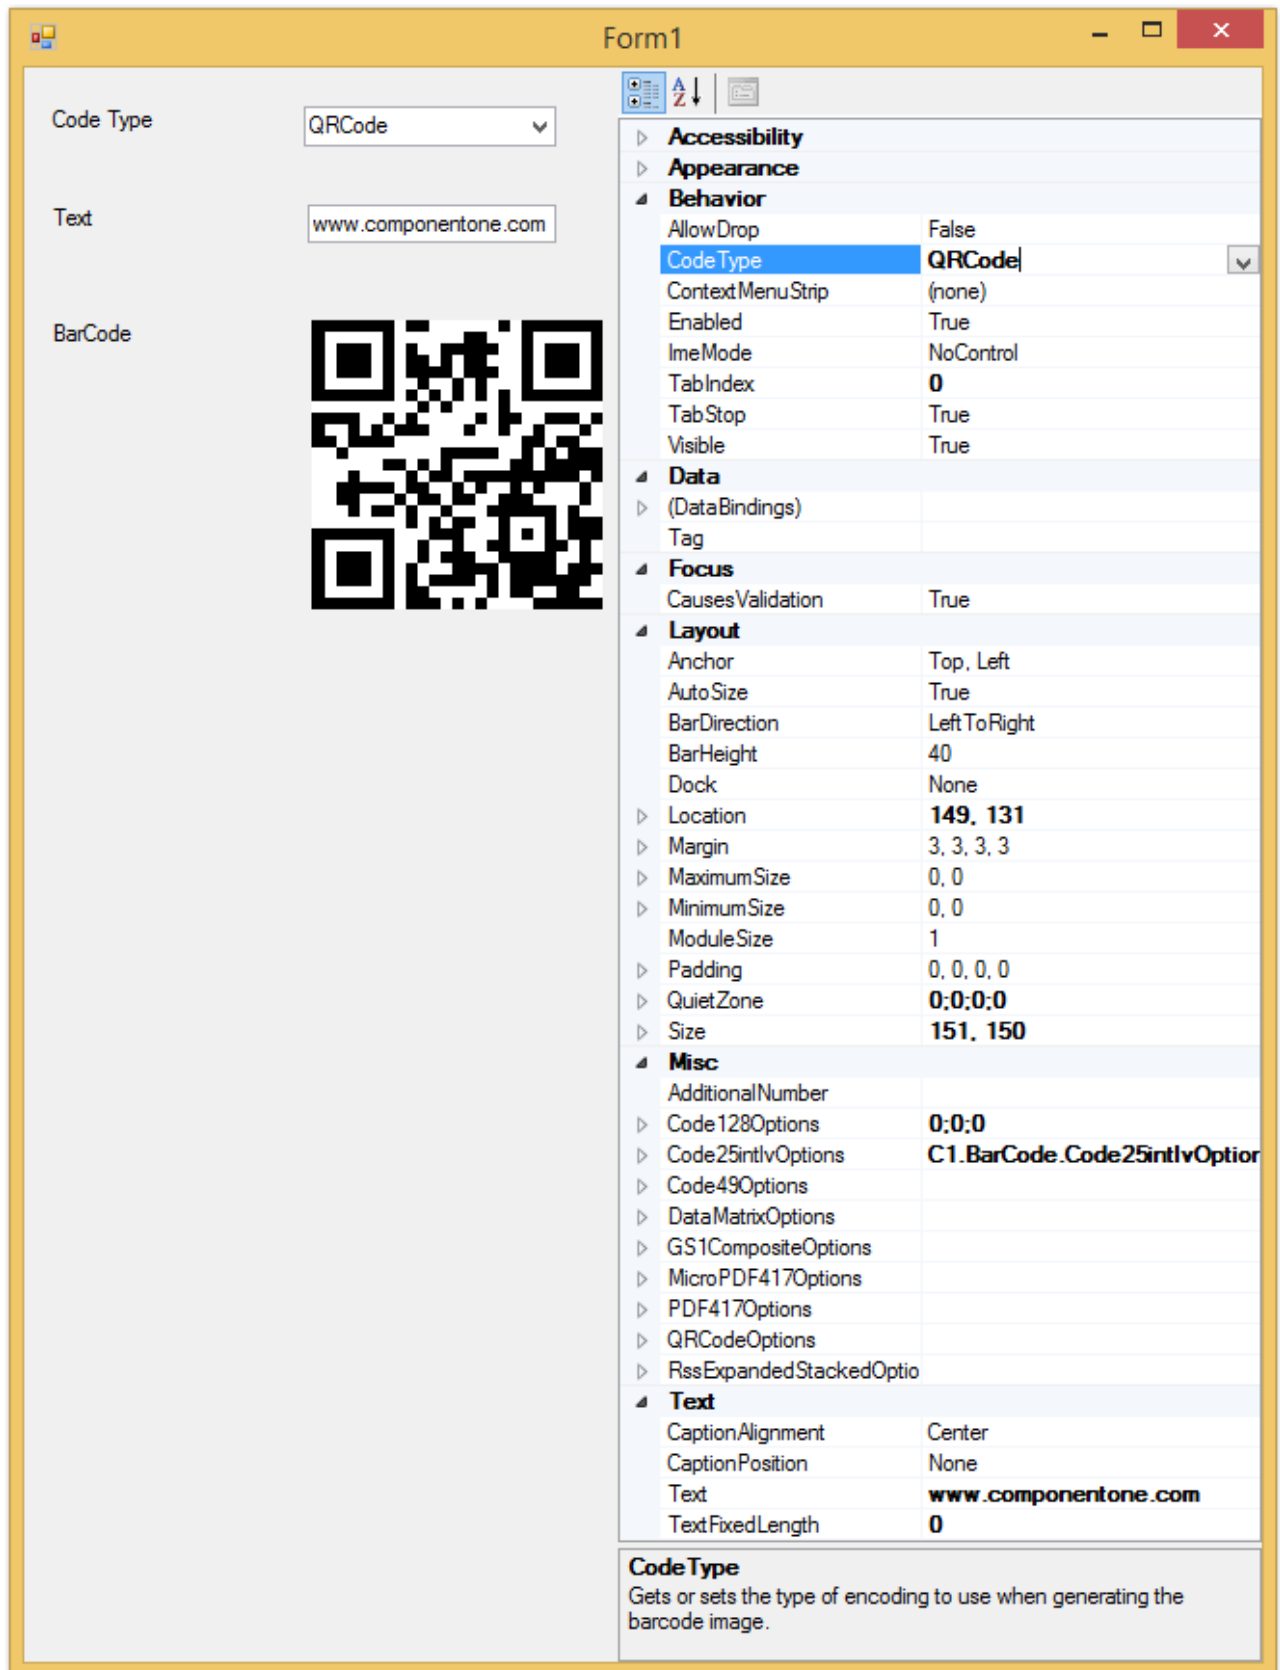 Form1
Code Type
QRCode
Text
www.componentone.com
BarCode
A
Z
Accessibility
Appearance
Behavior
AllowDrop False
CodeType QRCode
ContextMenuStrip (none)
Enabled True
ImeMode NoControl
TabIndex 0
TabStop True
Visible True
Data
(DataBindings)
Tag
Focus
CausesValidation True
Layout
Anchor Top, Left
AutoSize True
BarDirection LeftToRight
BarHeight 40
Dock None
Location 149, 131
Margin 3, 3, 3, 3
MaximumSize 0, 0
MinimumSize 0, 0
ModuleSize 1
Padding 0, 0, 0, 0
QuietZone 0;0;0;0
Size 151, 150
Misc
AdditionalNumber
Code128Options 0;0;0
Code25intlvOptions C1.BarCode.Code25intlvOption
Code49Options
DataMatrixOptions
GS1CompositeOptions
MicroPDF417Options
PDF417Options
QRCodeOptions
RssExpandedStackedOptio
Text
CaptionAlignment Center
CaptionPosition None
Text www.componentone.com
TextFixedLength 0
CodeType
Gets or sets the type of encoding to use when generating the
barcode image.